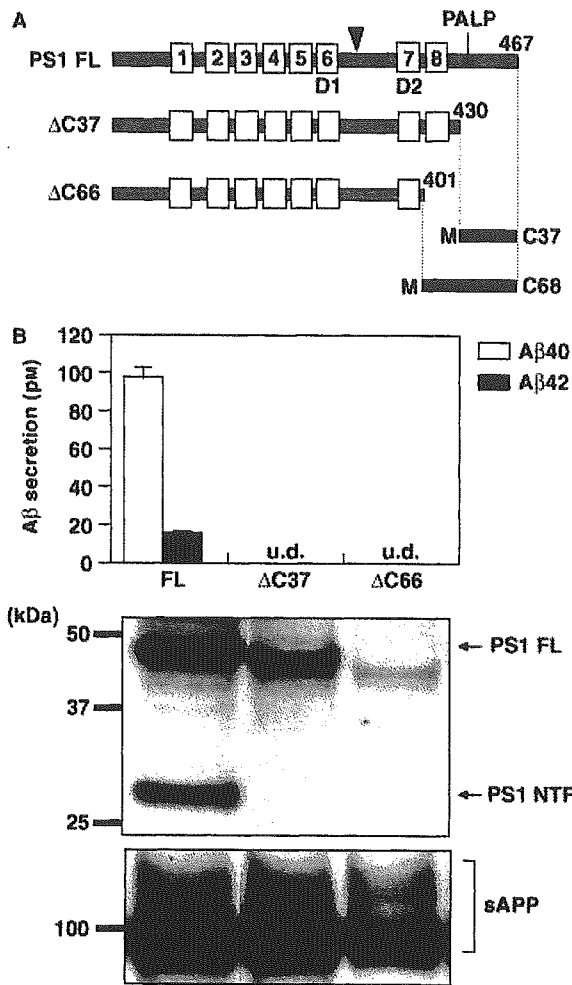 A
PALP
PS1 FL 1 2 3 4 5 6 7 8 467
D1 D2
ΔC37 430
ΔC66 401
M C37
M C68
B
120
100
80
60
40
20
0
Aβ secretion (pM)
Aβ40
Aβ42
u.d. u.d.
FL ΔC37 ΔC66
(kDa)
50
37
25
PS1 FL
PS1 NTF
100
sAPP